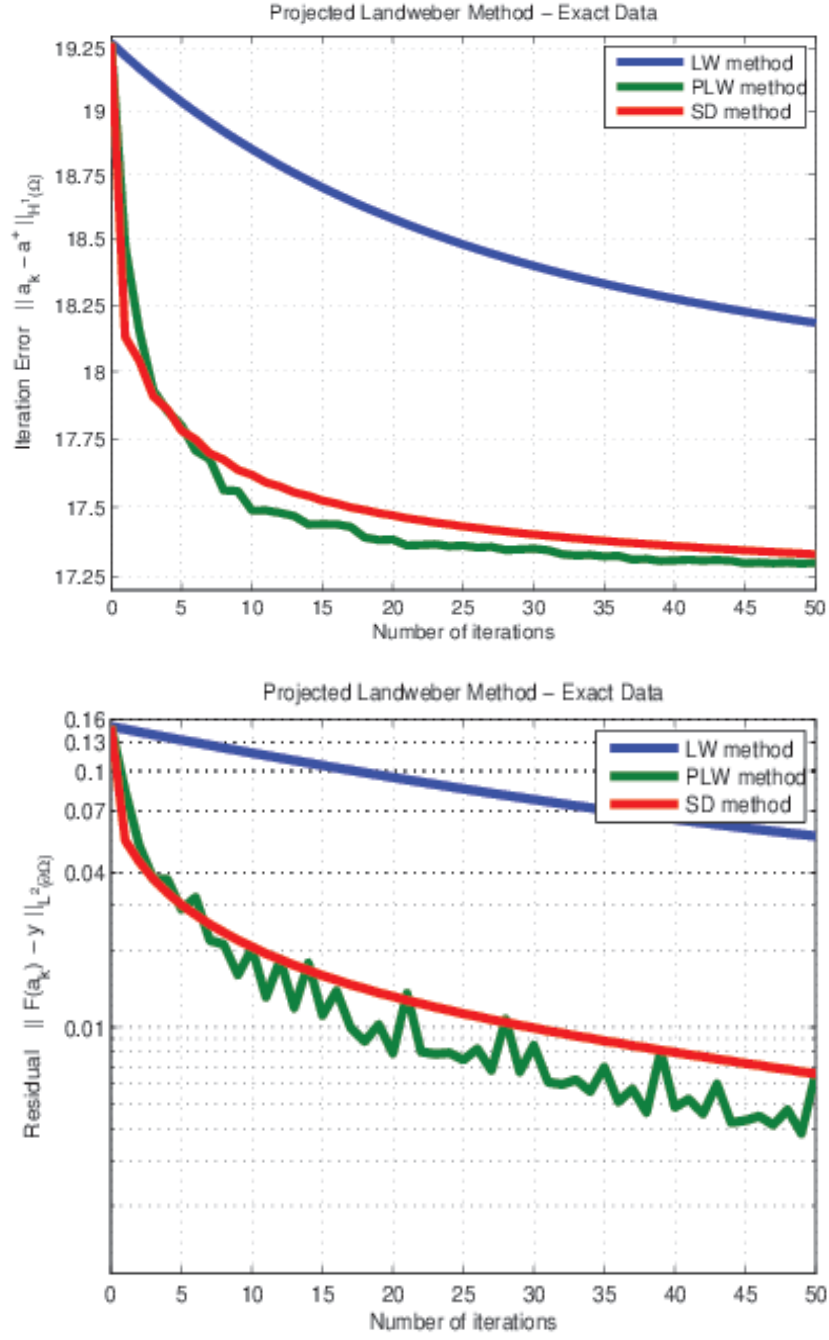 Projected Landweber Method – Exact Data
LW method
PLW method
SD method
19.25
19
18.75
18.5
18.25
18
17.75
17.5
17.25
Iteration Error || a_k – a^+ ||_{H^1(Ω)}
0 5 10 15 20 25 30 35 40 45 50
Number of iterations
Projected Landweber Method – Exact Data
LW method
PLW method
SD method
0.16
0.13
0.1
0.07
0.04
0.01
Residual || F(a_k) – y ||_{L^2(∂Ω)}
0 5 10 15 20 25 30 35 40 45 50
Number of iterations